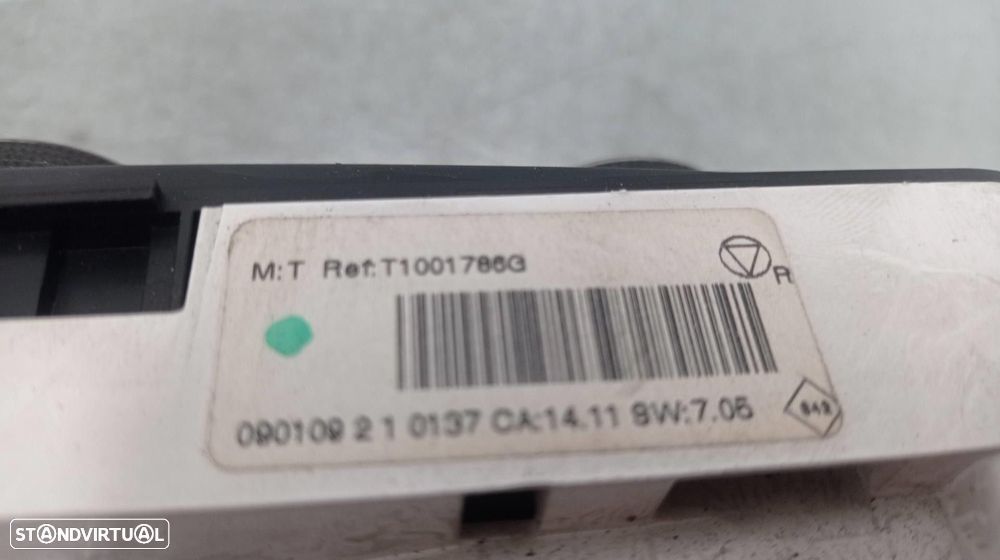 M:T Ref:T1001786G
R
090109 2 1 0137 CA:14.11 SW:7.05
STANDVIRTUAL